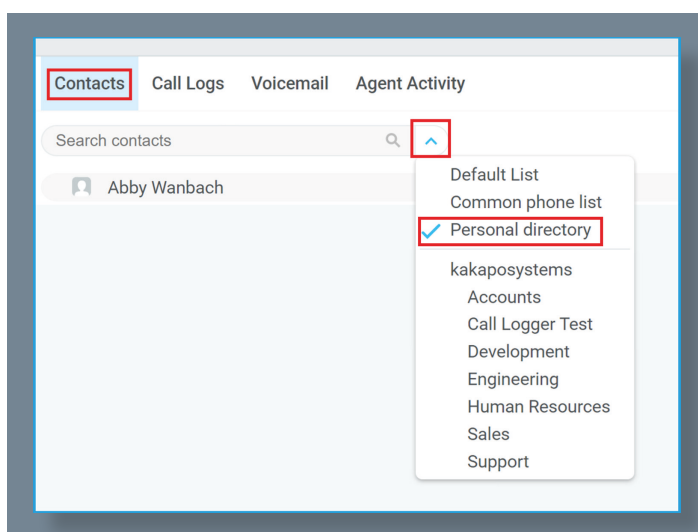 Contacts Call Logs Voicemail Agent Activity
Search contacts
Abby Wanbach
Default List
Common phone list
Personal directory
kakaposystems
Accounts
Call Logger Test
Development
Engineering
Human Resources
Sales
Support